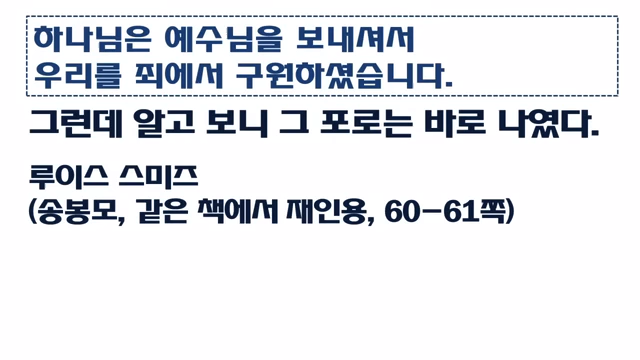 하나님은 예수님을 보내셔서
우리를 죄에서 구원하셨습니다.
그런데 알고 보니 그 포로는 바로 나였다.
루이스 스미즈
(송봉모, 같은 책에서 재인용, 60-61쪽)